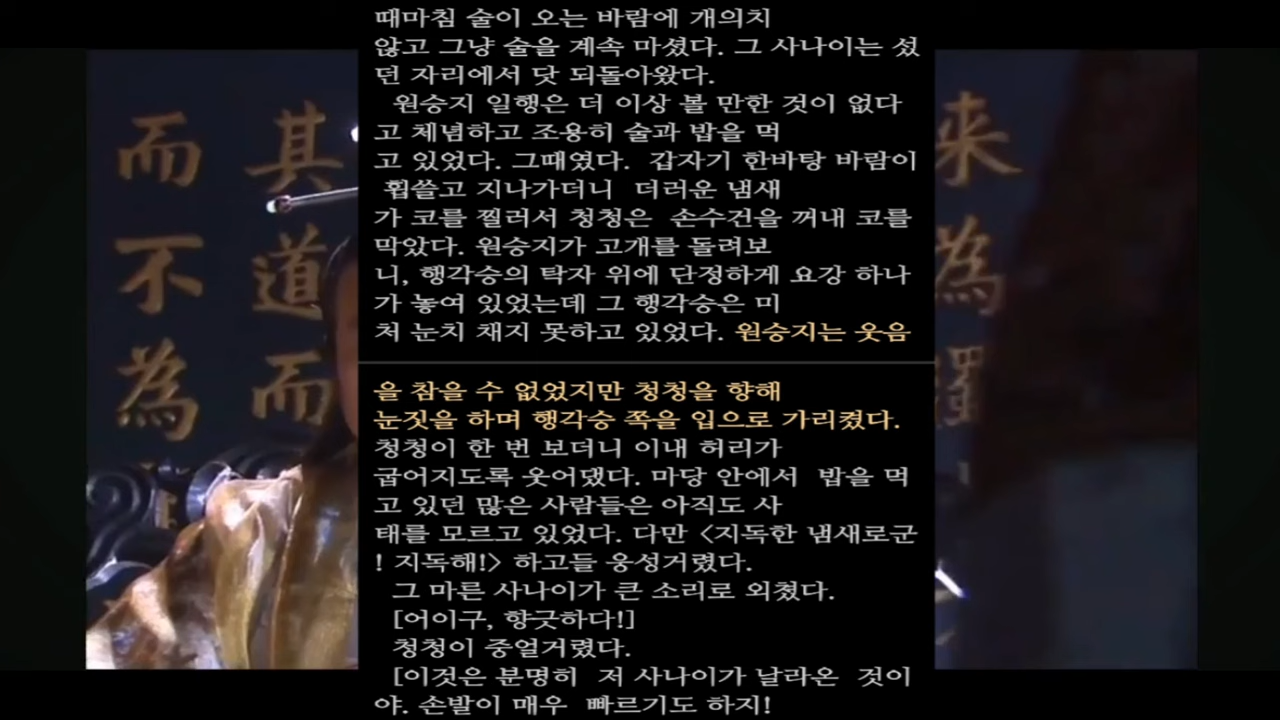 때마침 술이 오는 바람에 개의치
않고 그냥 술을 계속 마셨다. 그 사나이는 섰
던 자리에서 닷 되돌아왔다.
원승지 일행은 더 이상 볼 만한 것이 없다
고 체념하고 조용히 술과 밥을 먹
고 있었다. 그때였다. 갑자기 한바탕 바람이
휩쓸고 지나가더니 더러운 냄새
가 코를 찔러서 청청은 손수건을 꺼내 코를
막았다. 원승지가 고개를 돌려보
니, 행각승의 탁자 위에 단정하게 요강 하나
가 놓여 있었는데 그 행각승은 미
처 눈치 채지 못하고 있었다. 원승지는 웃음
을 참을 수 없었지만 청청을 향해
눈짓을 하며 행각승 쪽을 입으로 가리켰다.
청청이 한 번 보더니 이내 허리가
굽어지도록 웃어댔다. 마당 안에서 밥을 먹
고 있던 많은 사람들은 아직도 사
태를 모르고 있었다. 다만 〈지독한 냄새로군
! 지독해!〉 하고들 웅성거렸다.
그 마른 사나이가 큰 소리로 외쳤다.
[어이구, 향긋하다!]
청청이 중얼거렸다.
[이것은 분명히 저 사나이가 날라온 것이
야. 손발이 매우 빠르기도 하지!
来為
其道而
而不為